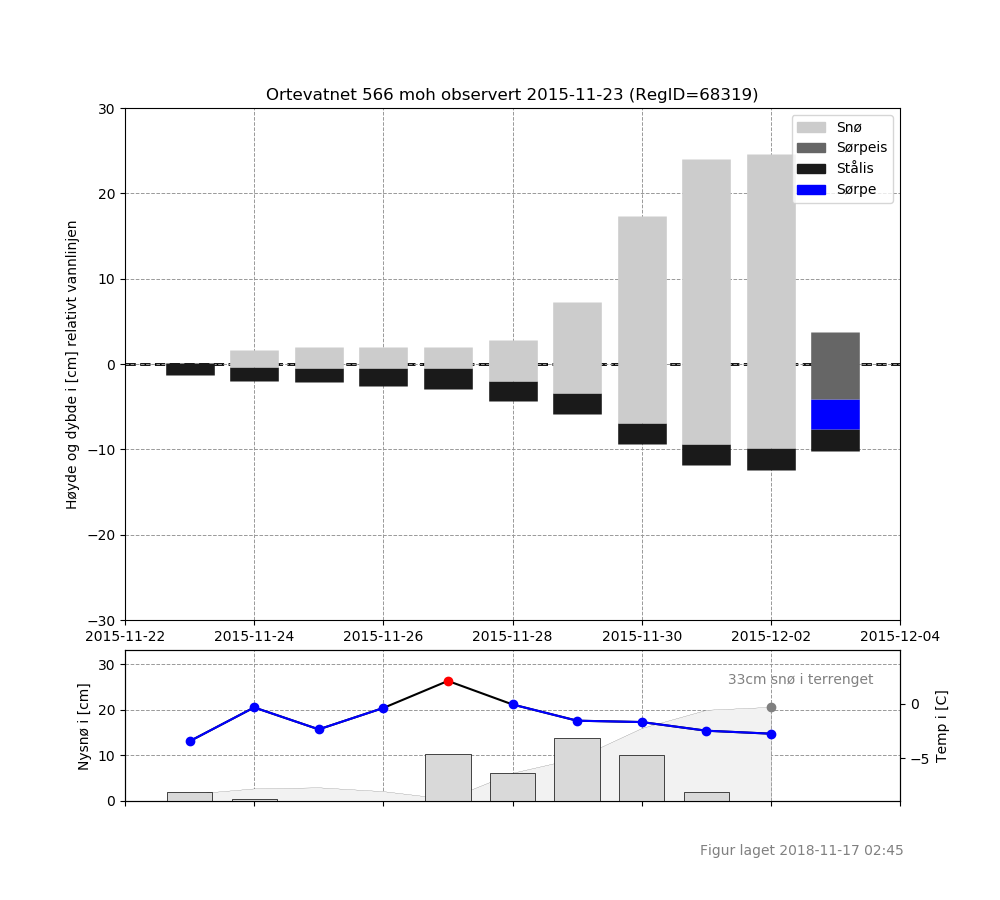 Ortevatnet 566 moh observert 2015-11-23 (RegID=68319)
Høyde og dybde i [cm] relativt vannlinjen
30
20
10
0
−10
−20
−30
Snø
Sørpeis
Stålis
Sørpe
2015-11-22 2015-11-24 2015-11-26 2015-11-28 2015-11-30 2015-12-02 2015-12-04
Nysnø i [cm]
30
20
10
0
33cm snø i terrenget
0
−5
Temp i [C]
Figur laget 2018-11-17 02:45